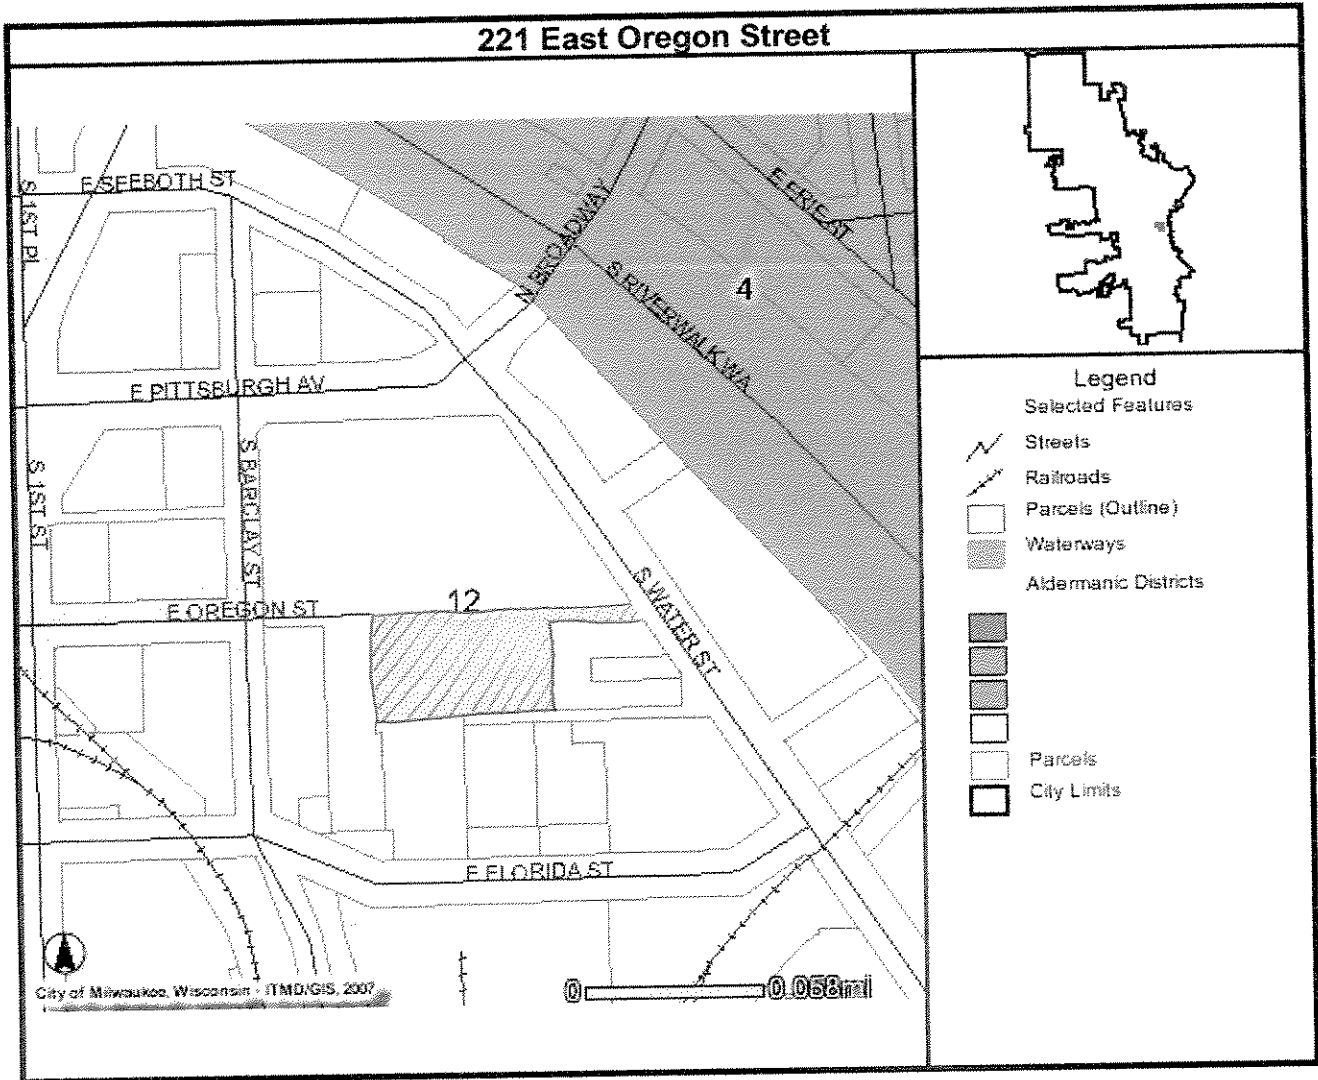 221 East Oregon Street
E SEEBOTH ST
S 1ST PL
N BROADWAY
E ERIE ST
S RIVERWALK WA
4
E PITTSBURGH AV
S BARCLAY ST
S 1ST ST
S WATER ST
E OREGON ST
12
E FLORIDA ST
City of Milwaukee, Wisconsin - ITMD/GIS, 2007
0
0.068mi
Legend
Selected Features
Streets
Railroads
Parcels (Outline)
Waterways
Aldermanic Districts
Parcels
City Limits